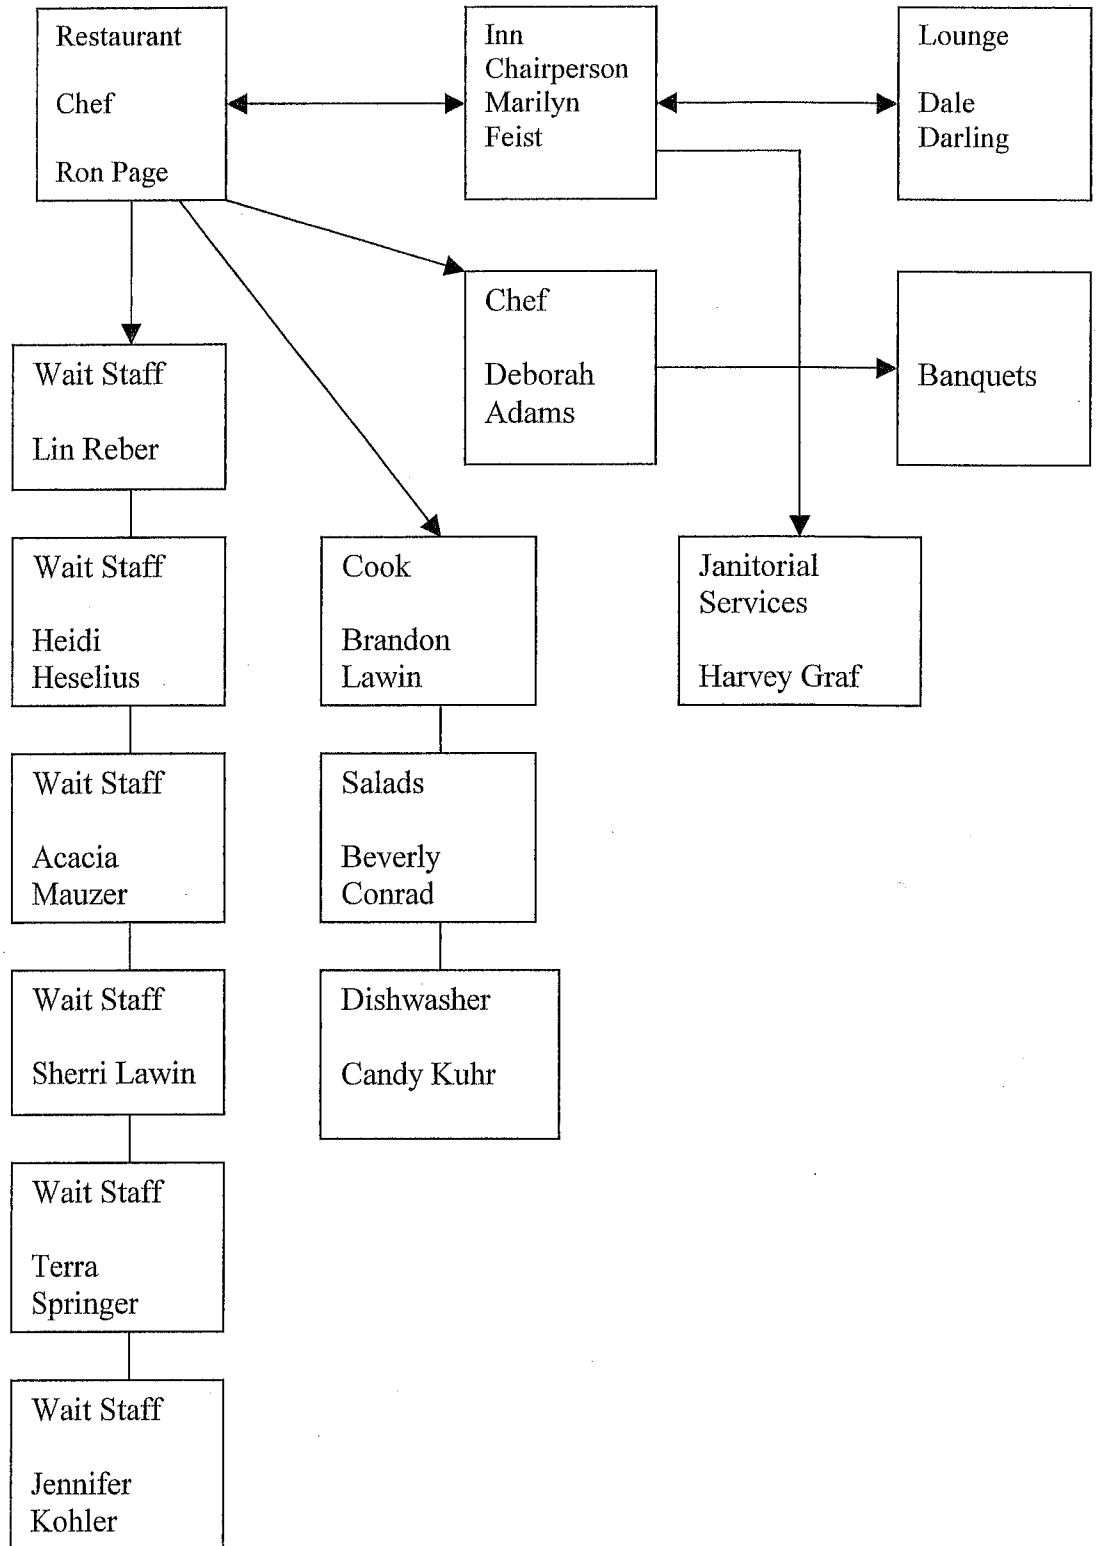 Restaurant
Chef
Ron Page
Inn
Chairperson
Marilyn
Feist
Lounge
Dale
Darling
Chef
Deborah
Adams
Banquets
Wait Staff
Lin Reber
Wait Staff
Heidi
Heselius
Cook
Brandon
Lawin
Janitorial
Services
Harvey Graf
Wait Staff
Acacia
Mauzer
Salads
Beverly
Conrad
Wait Staff
Sherri Lawin
Dishwasher
Candy Kuhr
Wait Staff
Terra
Springer
Wait Staff
Jennifer
Kohler